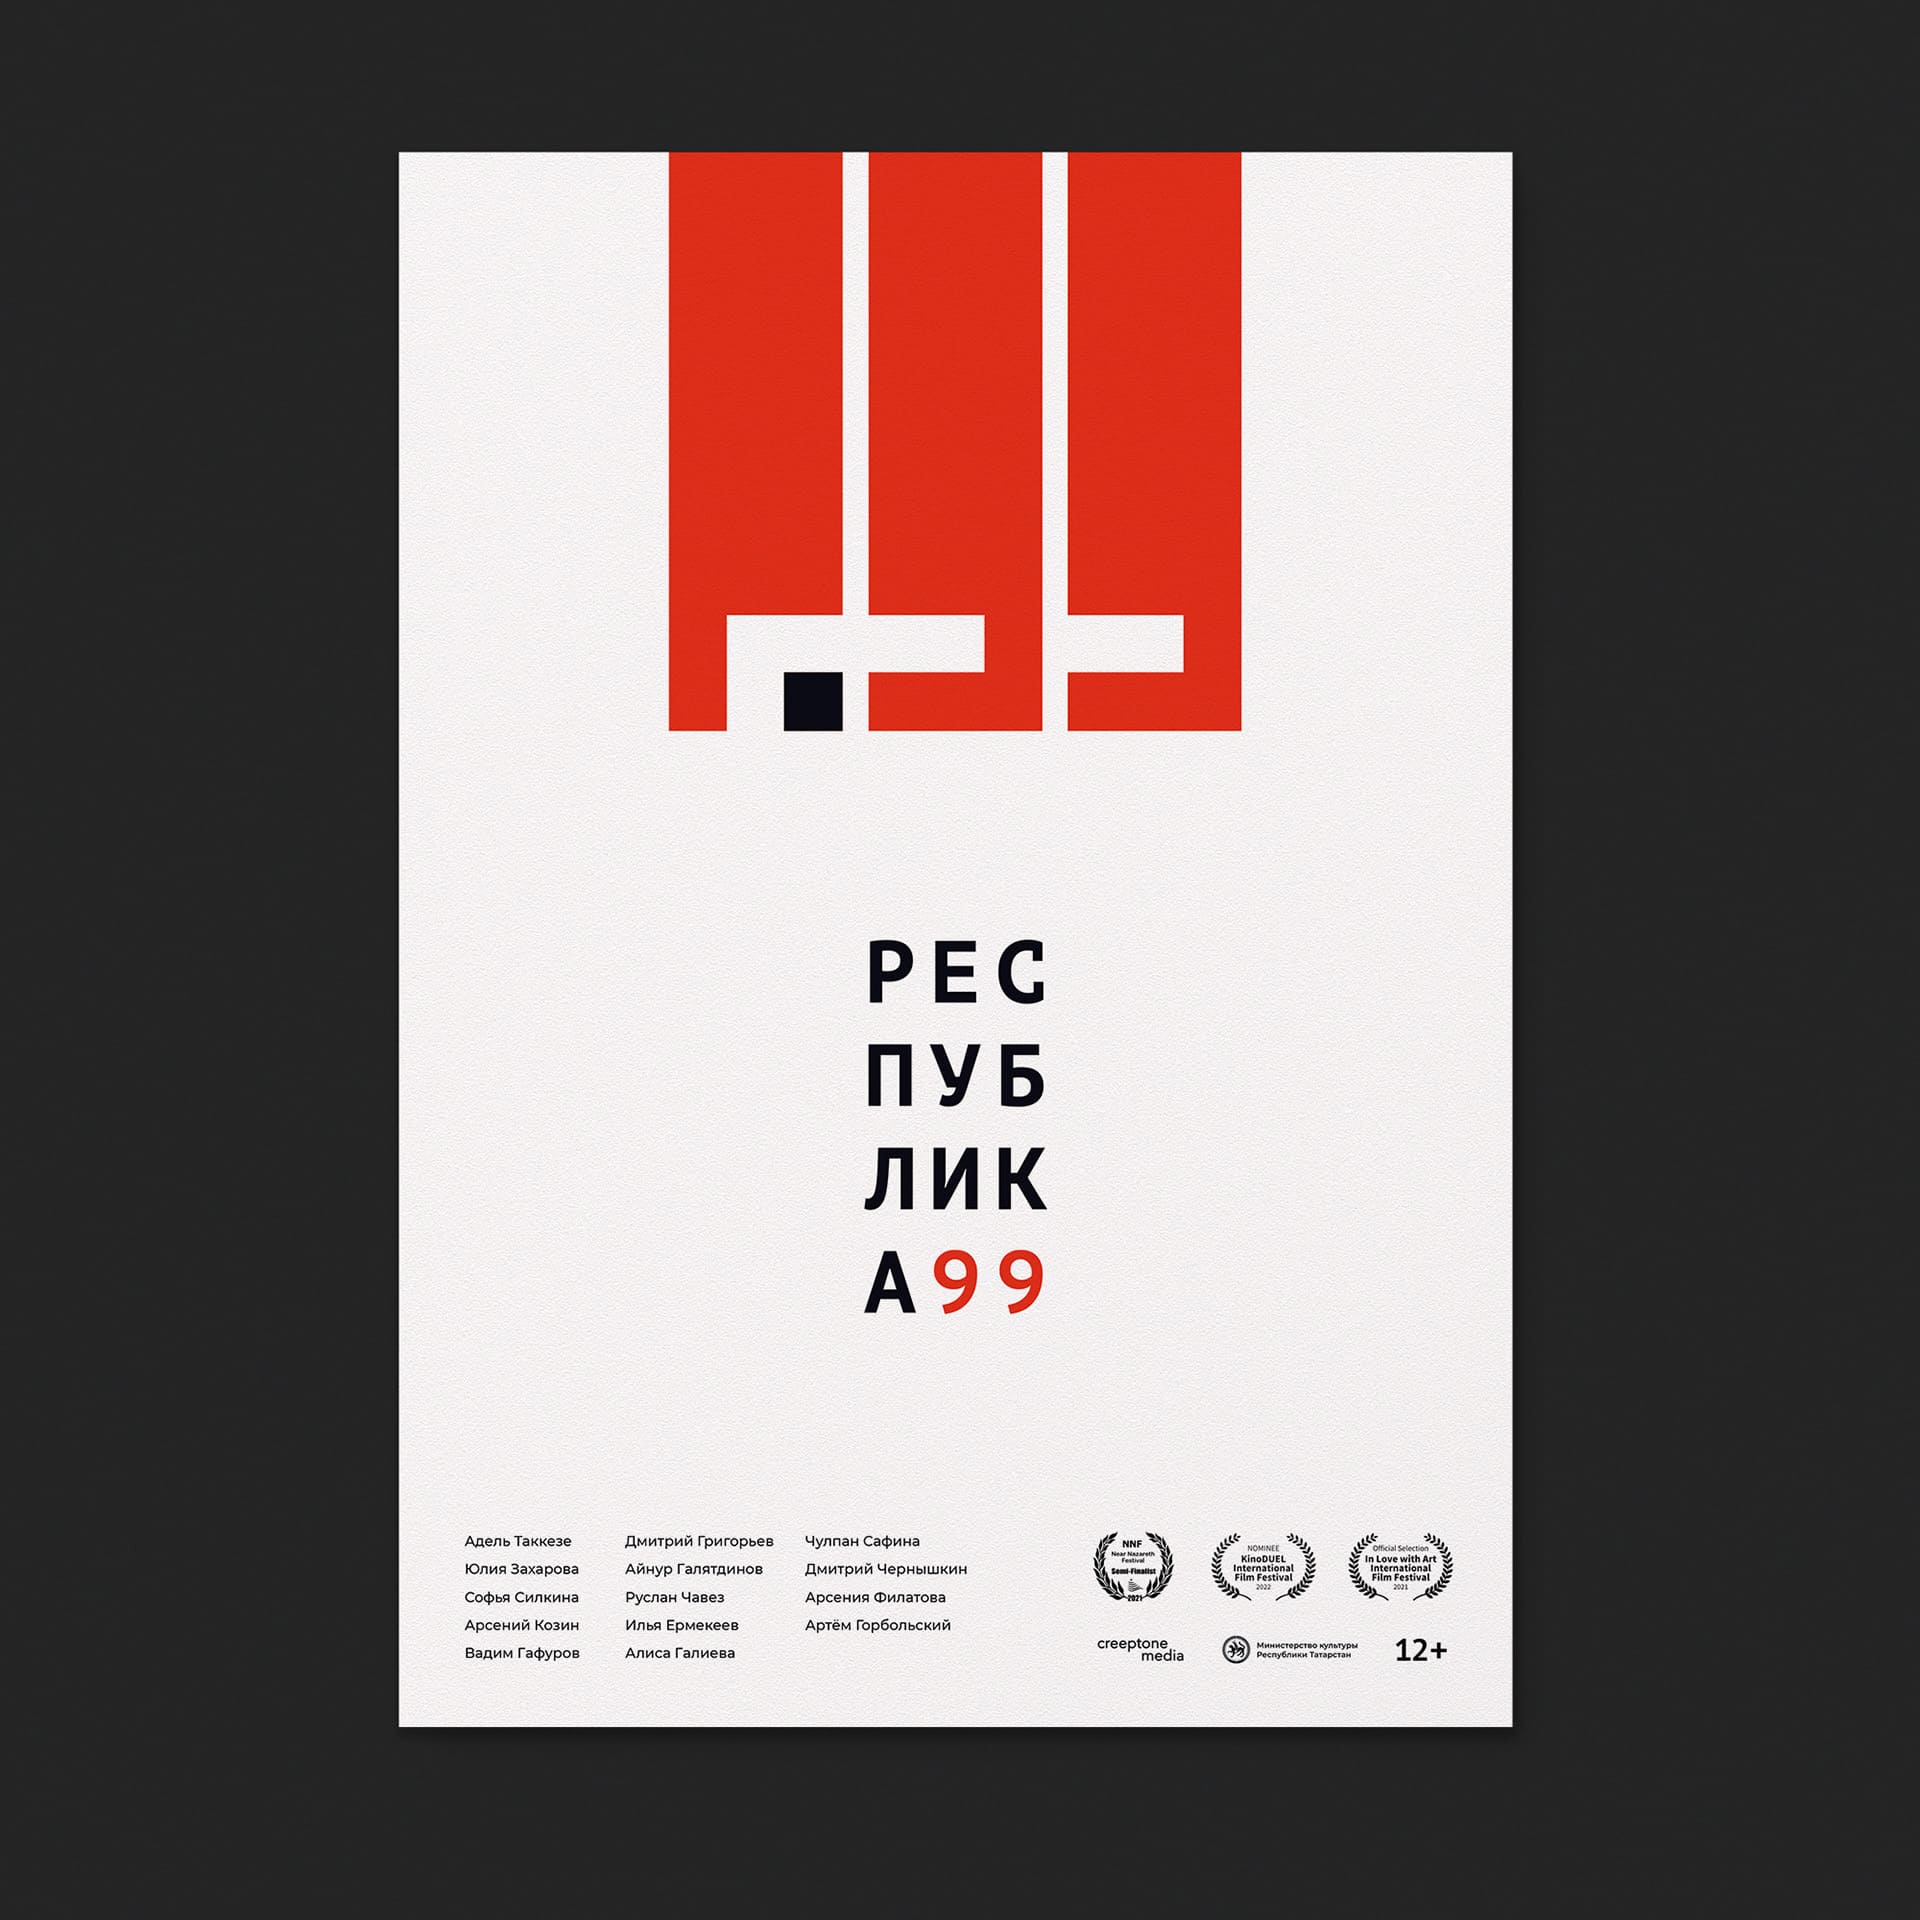 РЕС
ПУБ
ЛИК
А99
Адель Таккезе
Юлия Захарова
Софья Силкина
Арсений Козин
Вадим Гафуров
Дмитрий Григорьев
Айнур Галятдинов
Руслан Чавез
Илья Ермекеев
Алиса Галиева
Чулпан Сафина
Дмитрий Чернышкин
Арсения Филатова
Артём Горбольский
NNF
Near Nazareth
Festival
Semi-Finalist
2021
NOMINEE
KinoDUEL
International
Film Festival
2022
Official Selection
In Love with Art
International
Film Festival
2021
creeptone
media
Министерство культуры
Республики Татарстан
12+